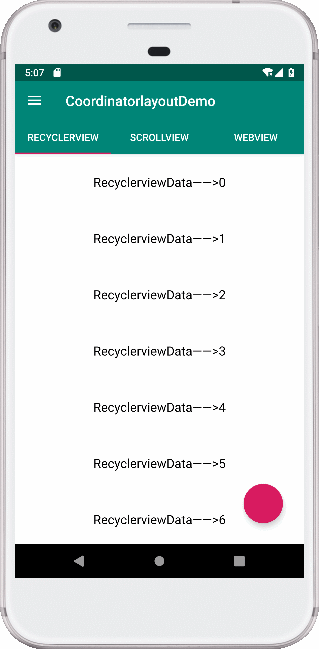 5:07
CoordinatorlayoutDemo
RECYCLERVIEW SCROLLVIEW WEBVIEW
RecyclerviewData——>0
RecyclerviewData——>1
RecyclerviewData——>2
RecyclerviewData——>3
RecyclerviewData——>4
RecyclerviewData——>5
RecyclerviewData——>6